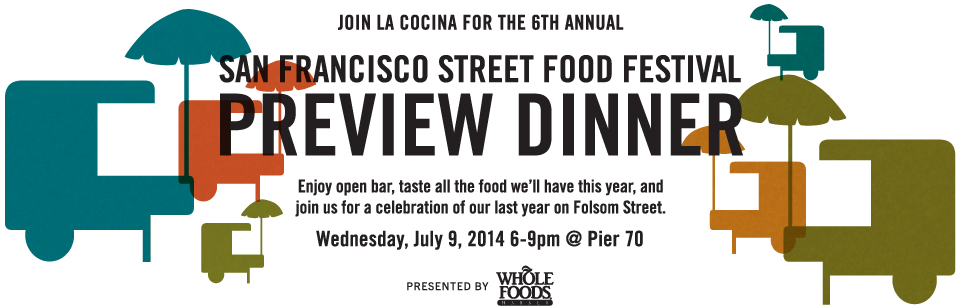 JOIN LA COCINA FOR THE 6TH ANNUAL
SAN FRANCISCO STREET FOOD FESTIVAL
PREVIEW DINNER
Enjoy open bar, taste all the food we'll have this year, and
join us for a celebration of our last year on Folsom Street.
Wednesday, July 9, 2014 6-9pm @ Pier 70
PRESENTED BY
WHOLE
FOODS
MARKET